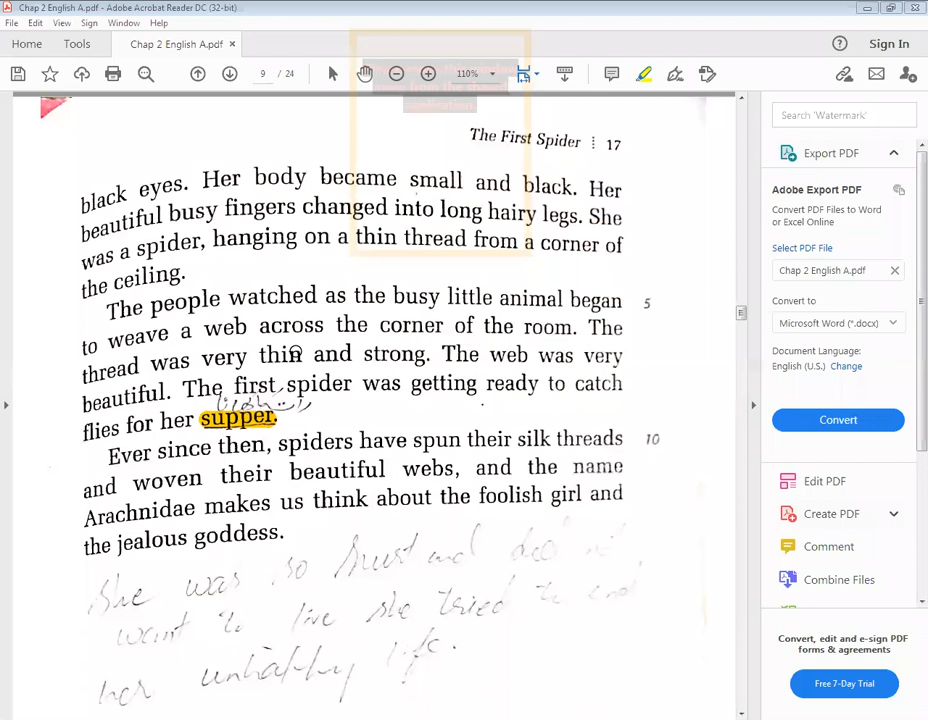 Chap 2 English A.pdf - Adobe Acrobat Reader DC (32-bit)
File Edit View Sign Window Help
Home Tools Chap 2 English A.pdf × Sign In
9 / 24 110%
The First Spider 17
black eyes. Her body became small and black. Her
beautiful busy fingers changed into long hairy legs. She
was a spider, hanging on a thin thread from a corner of
the ceiling.
The people watched as the busy little animal began 5
to weave a web across the corner of the room. The
thread was very thin and strong. The web was very
beautiful. The first spider was getting ready to catch
flies for her supper.
Ever since then, spiders have spun their silk threads 10
and woven their beautiful webs, and the name
Arachnidae makes us think about the foolish girl and
the jealous goddess.
She was so hurt and did not
want to live she tried to end
her unhappy life.
Search 'Watermark'
Export PDF
Adobe Export PDF
Convert PDF Files to Word
or Excel Online
Select PDF File
Chap 2 English A.pdf ×
Convert to
Microsoft Word (*.docx)
Document Language:
English (U.S.) Change
Convert
Edit PDF
Create PDF
Comment
Combine Files
Convert, edit and e-sign PDF
forms & agreements
Free 7-Day Trial